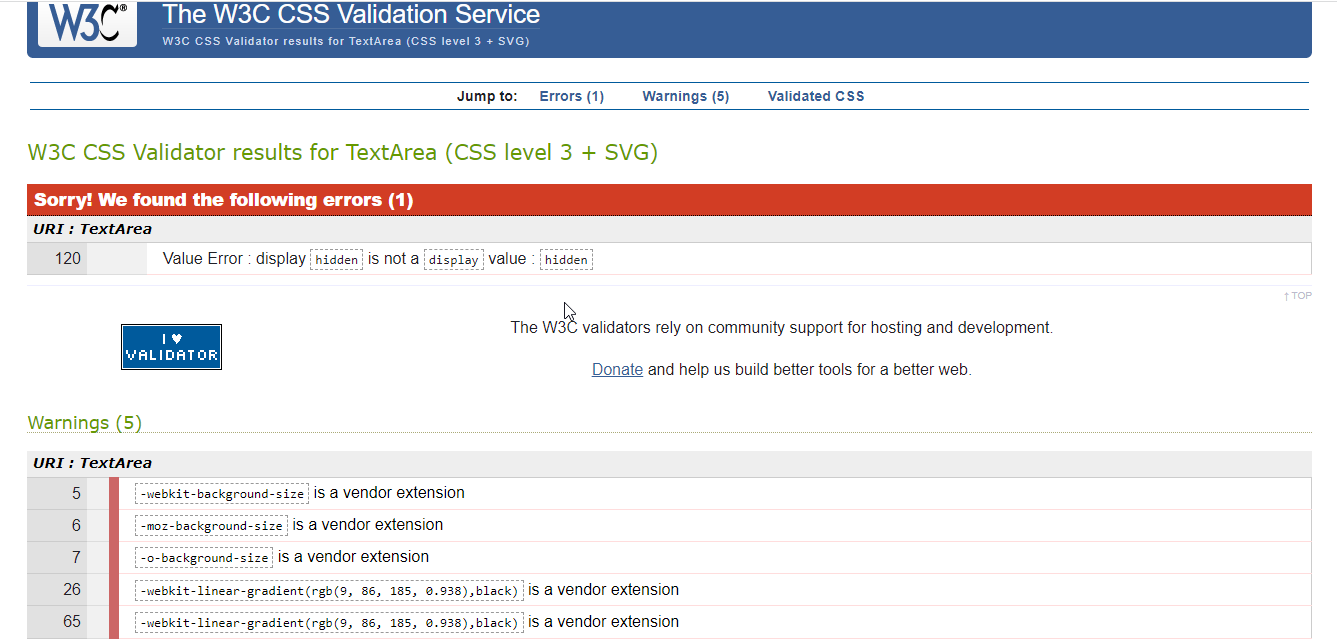 W3C®
The W3C CSS Validation Service
W3C CSS Validator results for TextArea (CSS level 3 + SVG)
Jump to: Errors (1) Warnings (5) Validated CSS
W3C CSS Validator results for TextArea (CSS level 3 + SVG)
Sorry! We found the following errors (1)
URI : TextArea
120 Value Error : display hidden is not a display value : hidden
↑ TOP
I ♥
VALIDATOR
The W3C validators rely on community support for hosting and development.
Donate and help us build better tools for a better web.
Warnings (5)
URI : TextArea
5 -webkit-background-size is a vendor extension
6 -moz-background-size is a vendor extension
7 -o-background-size is a vendor extension
26 -webkit-linear-gradient(rgb(9, 86, 185, 0.938),black) is a vendor extension
65 -webkit-linear-gradient(rgb(9, 86, 185, 0.938),black) is a vendor extension